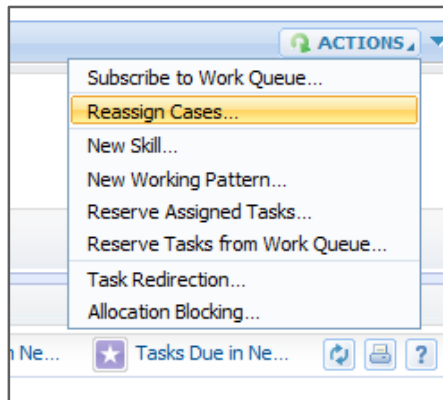 ACTIONS
Subscribe to Work Queue...
Reassign Cases...
New Skill...
New Working Pattern...
Reserve Assigned Tasks...
Reserve Tasks from Work Queue...
Task Redirection...
Allocation Blocking...
Ne... Tasks Due in Ne... ?